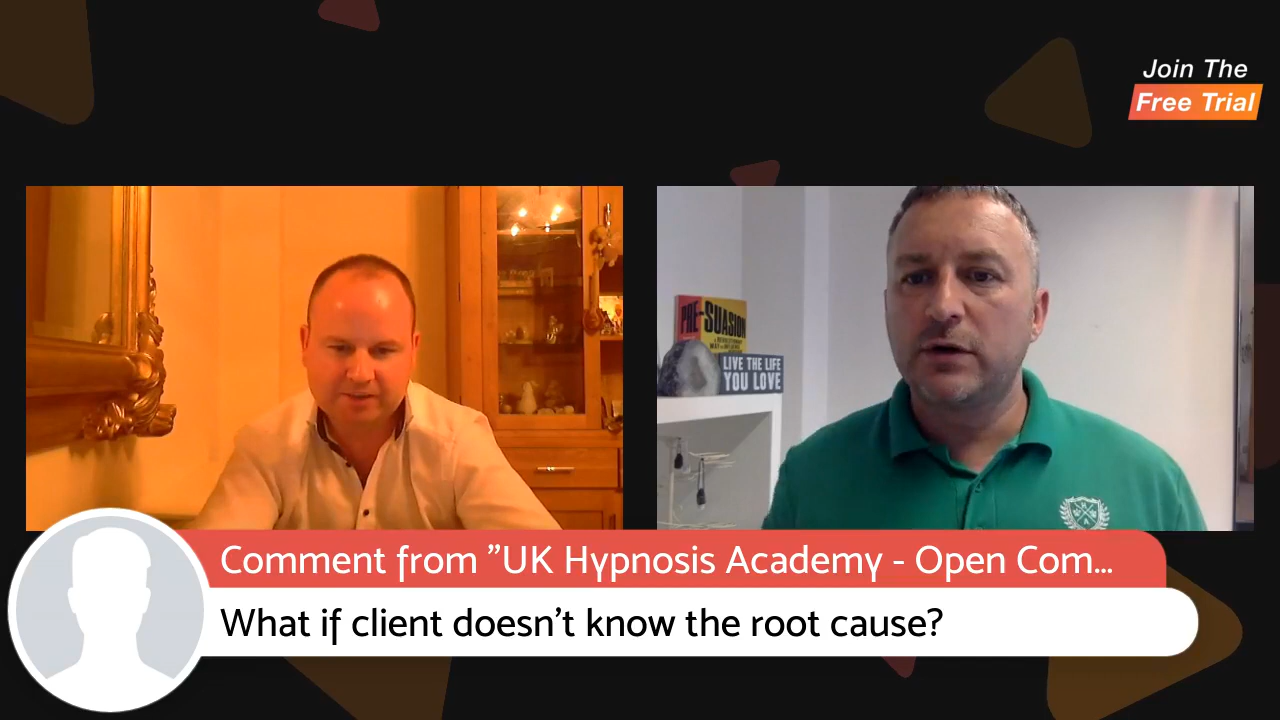 Join The
Free Trial
PRE-
SUASION
LIVE THE LIFE
YOU LOVE
Comment from ”UK Hypnosis Academy - Open Com...
What if client doesn’t know the root cause?